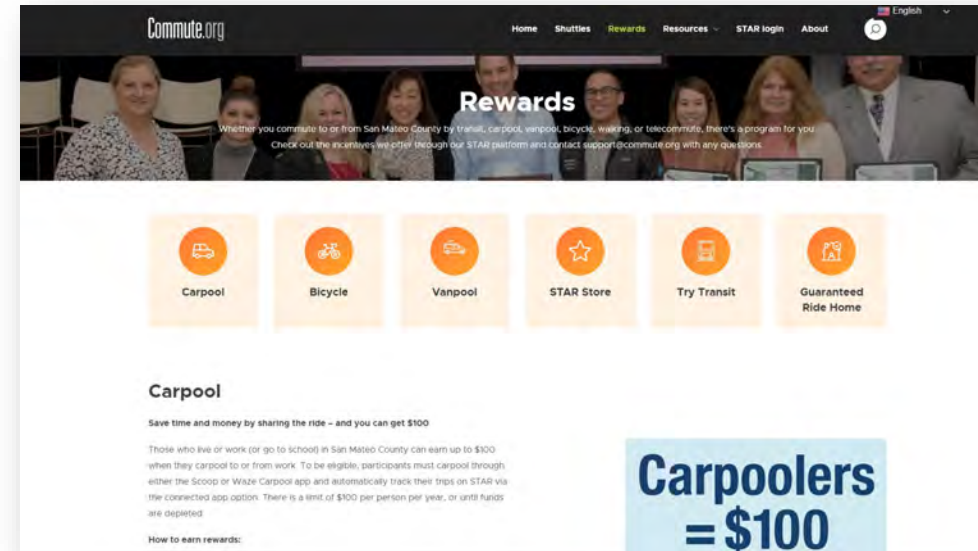 Commute.org
Home Shuttles Rewards Resources STAR login About
English
Rewards
Whether you commute to or from San Mateo County by transit, carpool, vanpool, bicycle, walking, or telecommute, there's a program for you.
Check out the incentives we offer through our STAR platform and contact support@commute.org with any questions.
Carpool
Bicycle
Vanpool
STAR Store
Try Transit
Guaranteed
Ride Home
Carpool
Save time and money by sharing the ride – and you can get $100
Those who live or work (or go to school) in San Mateo County can earn up to $100
when they carpool to or from work. To be eligible, participants must carpool through
either the Scoop or Waze Carpool app and automatically track their trips on STAR via
the connected app option. There is a limit of $100 per person per year, or until funds
are depleted.
How to earn rewards:
Carpoolers
= $100